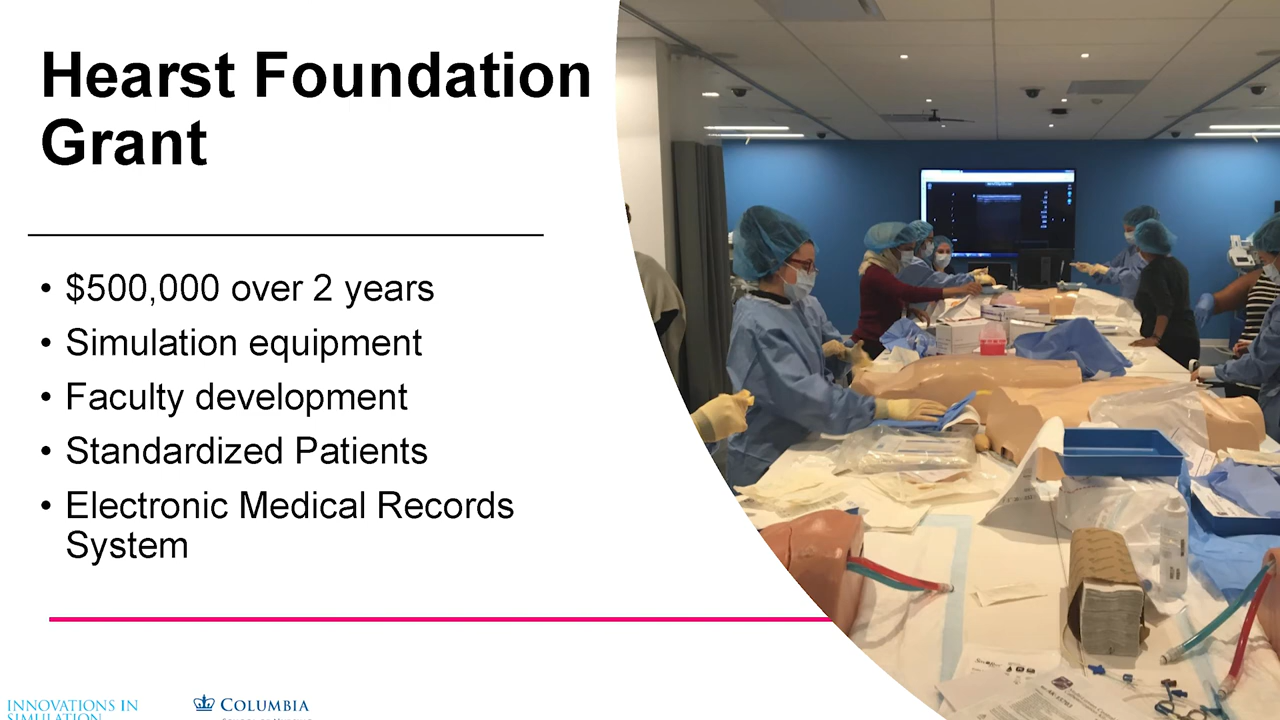 Hearst Foundation
Grant
• $500,000 over 2 years
• Simulation equipment
• Faculty development
• Standardized Patients
• Electronic Medical Records
System
INNOVATIONS IN
SIMULATION
COLUMBIA